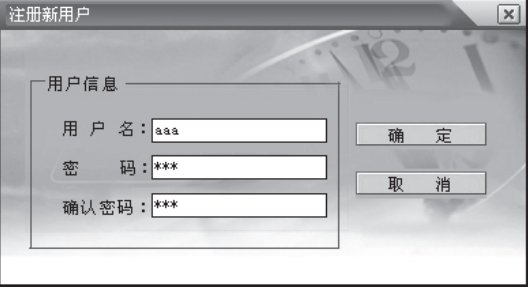 注册新用户
用户信息
用 户 名：aaa
确 定
密 码：***
取 消
确认密码：***